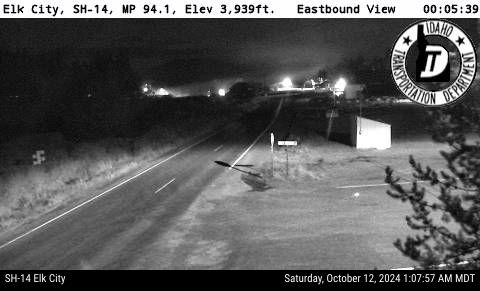 Elk City, SH-14, MP 94.1, Elev 3,939ft. Eastbound View 00:05:39
IDAHO
TRANSPORTATION DEPARTMENT
SH-14 Elk City Saturday, October 12, 2024 1:07:57 AM MDT